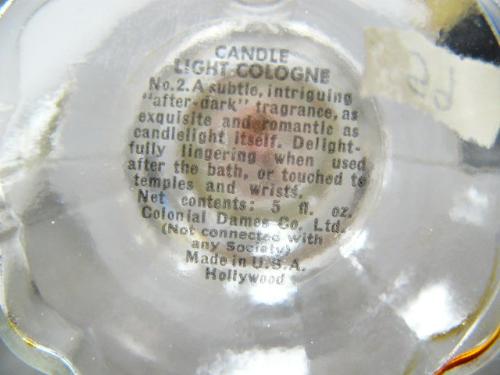 CANDLE
LIGHT COLOGNE
No. 2. A subtle, intriguing
"after-dark" fragrance, as
exquisite and romantic as
candlelight itself. Delight-
fully lingering when used
after the bath, or touched to
temples and wrists.
Net contents: 5 fl. oz.
Colonial Dames Co. Ltd.
(Not connected with
any Society)
Made in U.S.A.
Hollywood